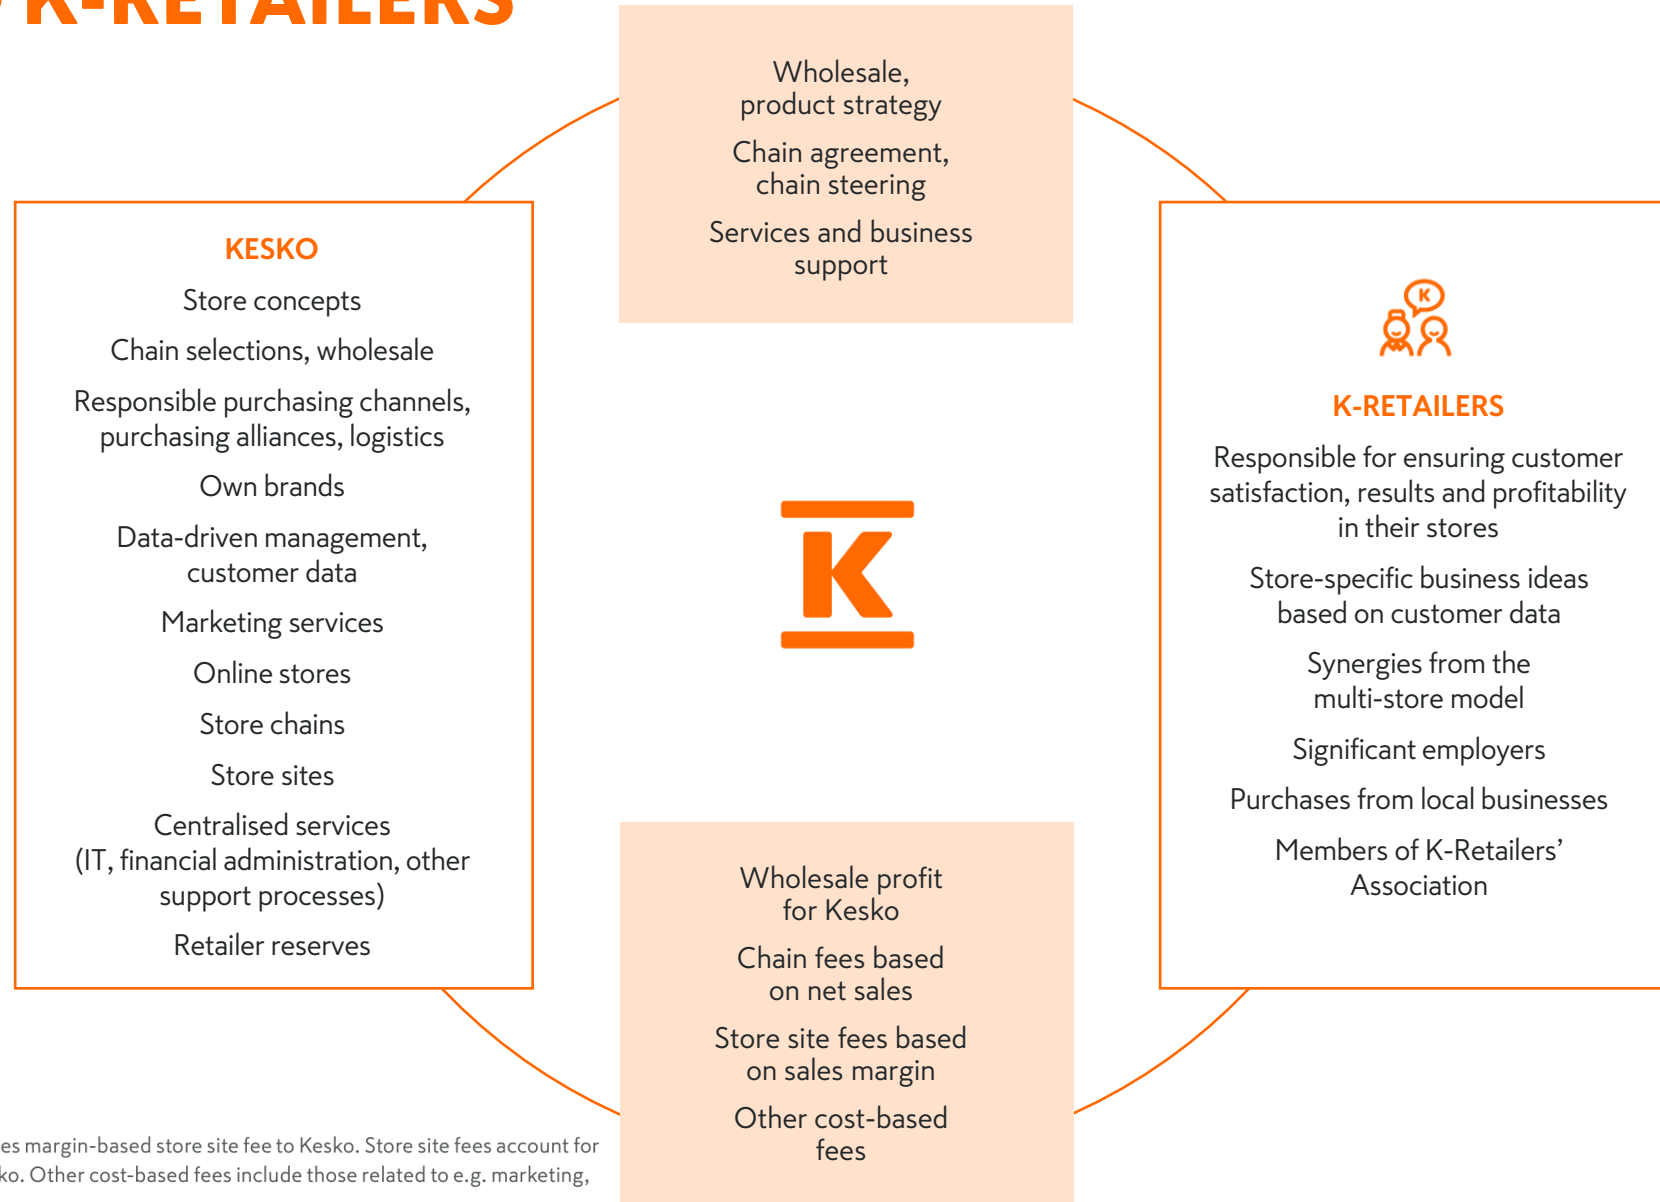 K-RETAILERS
Wholesale,
product strategy
Chain agreement,
chain steering
Services and business
support
KESKO
Store concepts
Chain selections, wholesale
Responsible purchasing channels,
purchasing alliances, logistics
Own brands
Data-driven management,
customer data
Marketing services
Online stores
Store chains
Store sites
Centralised services
(IT, financial administration, other
support processes)
Retailer reserves
K
K
K-RETAILERS
Responsible for ensuring customer
satisfaction, results and profitability
in their stores
Store-specific business ideas
based on customer data
Synergies from the
multi-store model
Significant employers
Purchases from local businesses
Members of K-Retailers’
Association
Wholesale profit
for Kesko
Chain fees based
on net sales
Store site fees based
on sales margin
Other cost-based
fees
es margin-based store site fee to Kesko. Store site fees account for
ko. Other cost-based fees include those related to e.g. marketing,